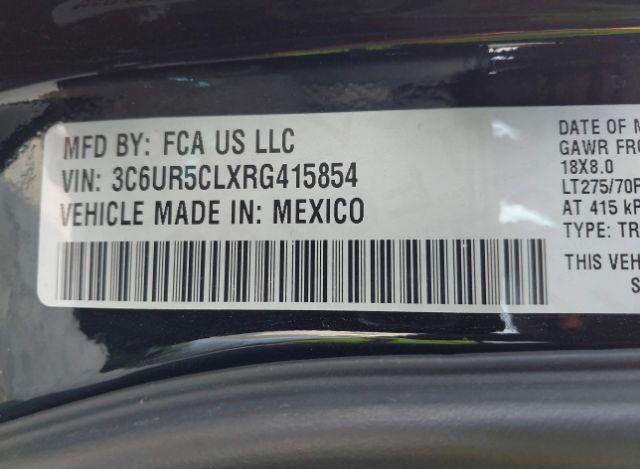 MFD BY: FCA US LLC
VIN: 3C6UR5CLXRG415854
VEHICLE MADE IN: MEXICO
DATE OF M
GAWR FRO
18X8.0
LT275/70R
AT 415 kP
TYPE: TR
THIS VEH
S